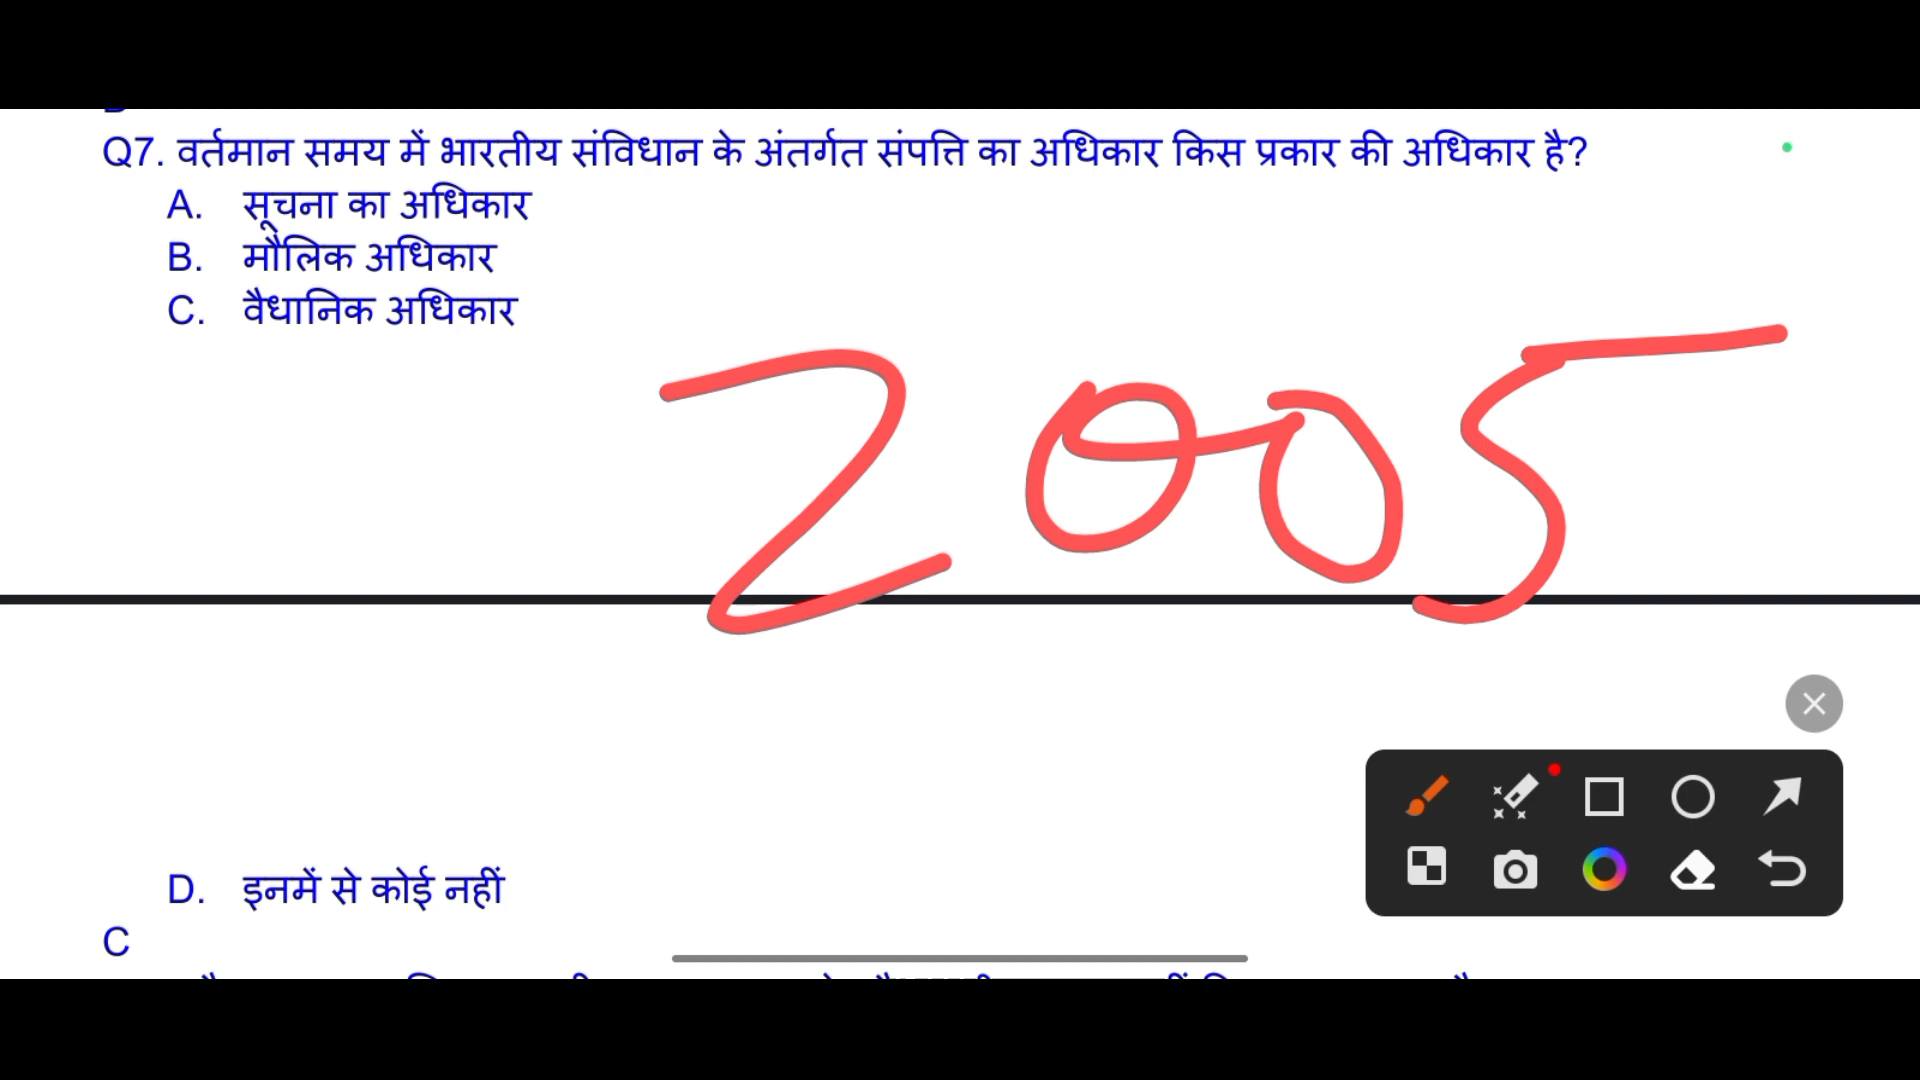 Q7. वर्तमान समय में भारतीय संविधान के अंतर्गत संपत्ति का अधिकार किस प्रकार की अधिकार है?
A. सूचना का अधिकार
B. मौलिक अधिकार
C. वैधानिक अधिकार
2005
D. इनमें से कोई नहीं
C